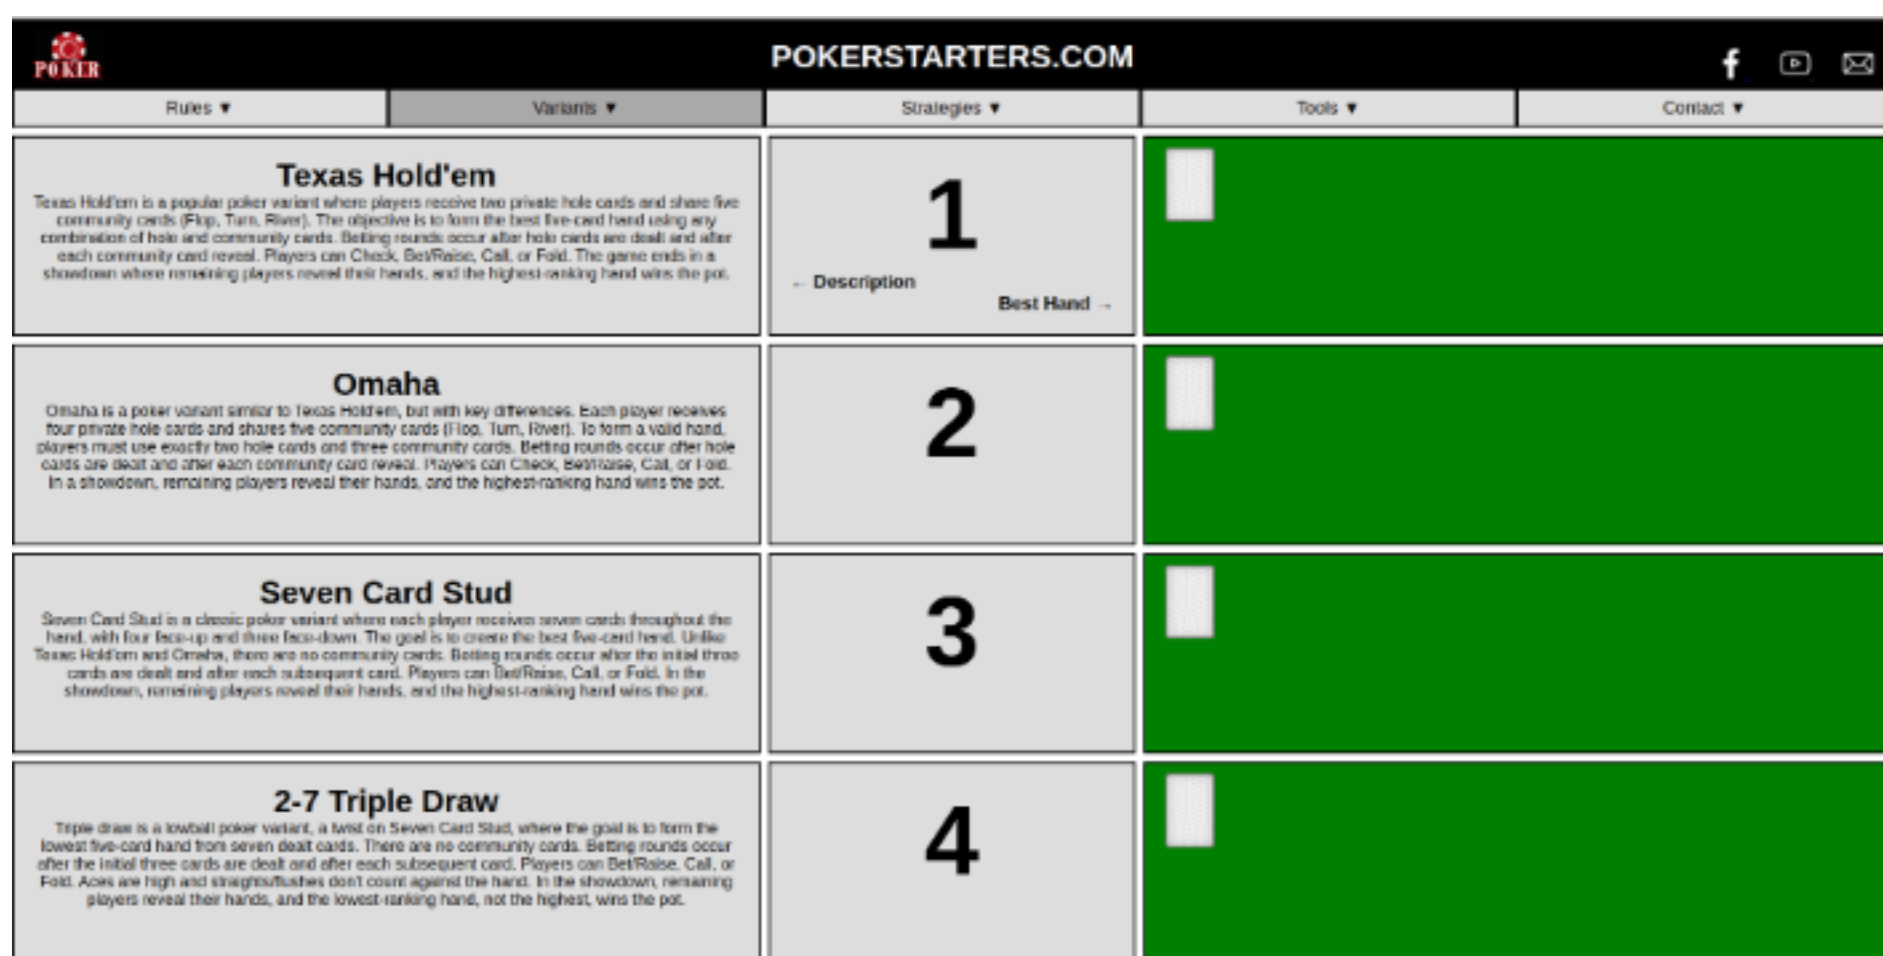 POKER
POKERSTARTERS.COM
Rules ▼
Variants ▼
Strategies ▼
Tools ▼
Contact ▼
Texas Hold'em
Texas Hold'em is a popular poker variant where players receive two private hole cards and share five
community cards (Flop, Turn, River). The objective is to form the best five-card hand using any
combination of hole and community cards. Betting rounds occur after hole cards are dealt and after
each community card reveal. Players can Check, Bet/Raise, Call, or Fold. The game ends in a
showdown where remaining players reveal their hands, and the highest-ranking hand wins the pot.
1
← Description
Best Hand →
Omaha
Omaha is a poker variant similar to Texas Hold'em, but with key differences. Each player receives
four private hole cards and shares five community cards (Flop, Turn, River). To form a valid hand,
players must use exactly two hole cards and three community cards. Betting rounds occur after hole
cards are dealt and after each community card reveal. Players can Check, Bet/Raise, Call, or Fold.
In a showdown, remaining players reveal their hands, and the highest-ranking hand wins the pot.
2
Seven Card Stud
Seven Card Stud is a classic poker variant where each player receives seven cards throughout the
hand, with four face-up and three face-down. The goal is to create the best five-card hand. Unlike
Texas Hold'em and Omaha, there are no community cards. Betting rounds occur after the initial three
cards are dealt and after each subsequent card. Players can Bet/Raise, Call, or Fold. In the
showdown, remaining players reveal their hands, and the highest-ranking hand wins the pot.
3
2-7 Triple Draw
Triple draw is a lowball poker variant, a twist on Seven Card Stud, where the goal is to form the
lowest five-card hand from seven dealt cards. There are no community cards. Betting rounds occur
after the initial three cards are dealt and after each subsequent card. Players can Bet/Raise, Call, or
Fold. Aces are high and straights/flushes don't count against the hand. In the showdown, remaining
players reveal their hands, and the lowest-ranking hand, not the highest, wins the pot.
4